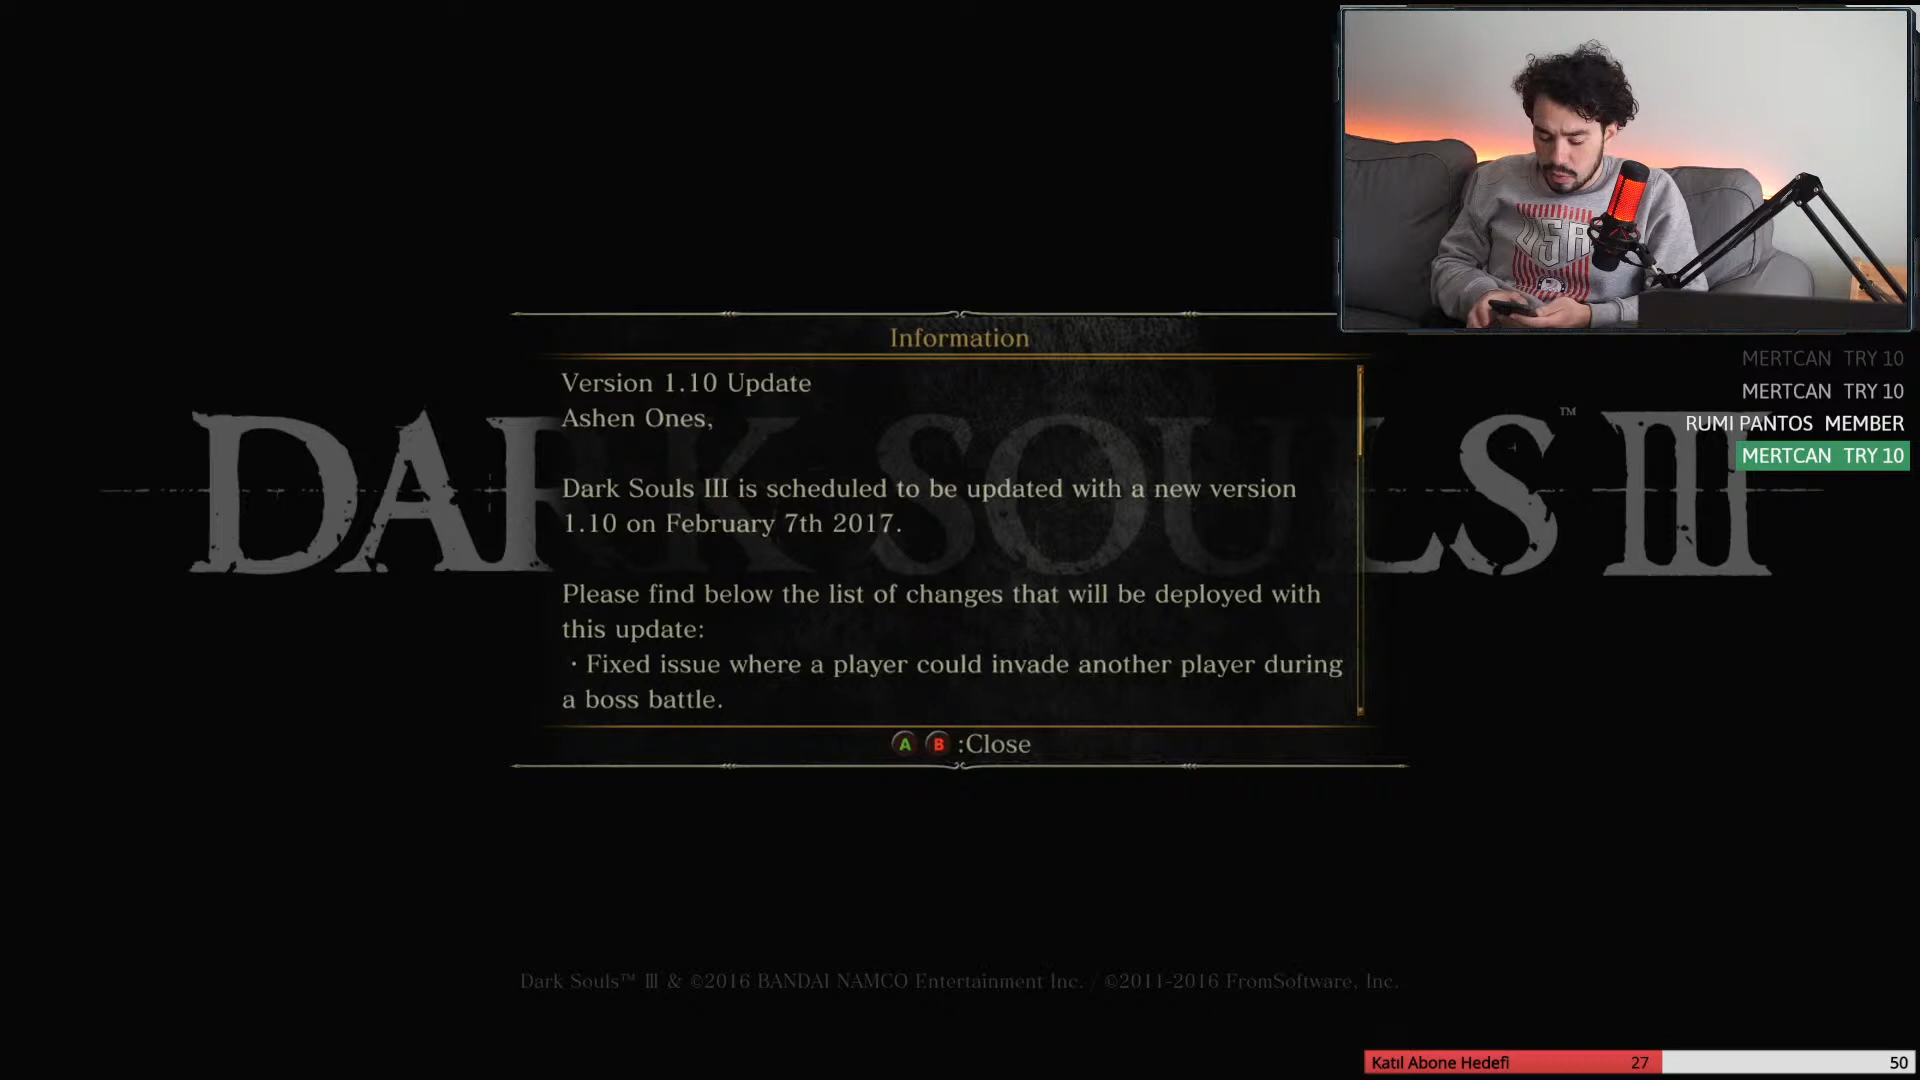 Information
Version 1.10 Update
Ashen Ones,
Dark Souls III is scheduled to be updated with a new version
1.10 on February 7th 2017.
Please find below the list of changes that will be deployed with
this update:
· Fixed issue where a player could invade another player during
a boss battle.
A B :Close
DARK SOULS III™
USA
MERTCAN TRY 10
MERTCAN TRY 10
RUMI PANTOS MEMBER
MERTCAN TRY 10
Dark Souls™ III & ©2016 BANDAI NAMCO Entertainment Inc. / ©2011-2016 FromSoftware, Inc.
Katıl Abone Hedefi 27 50